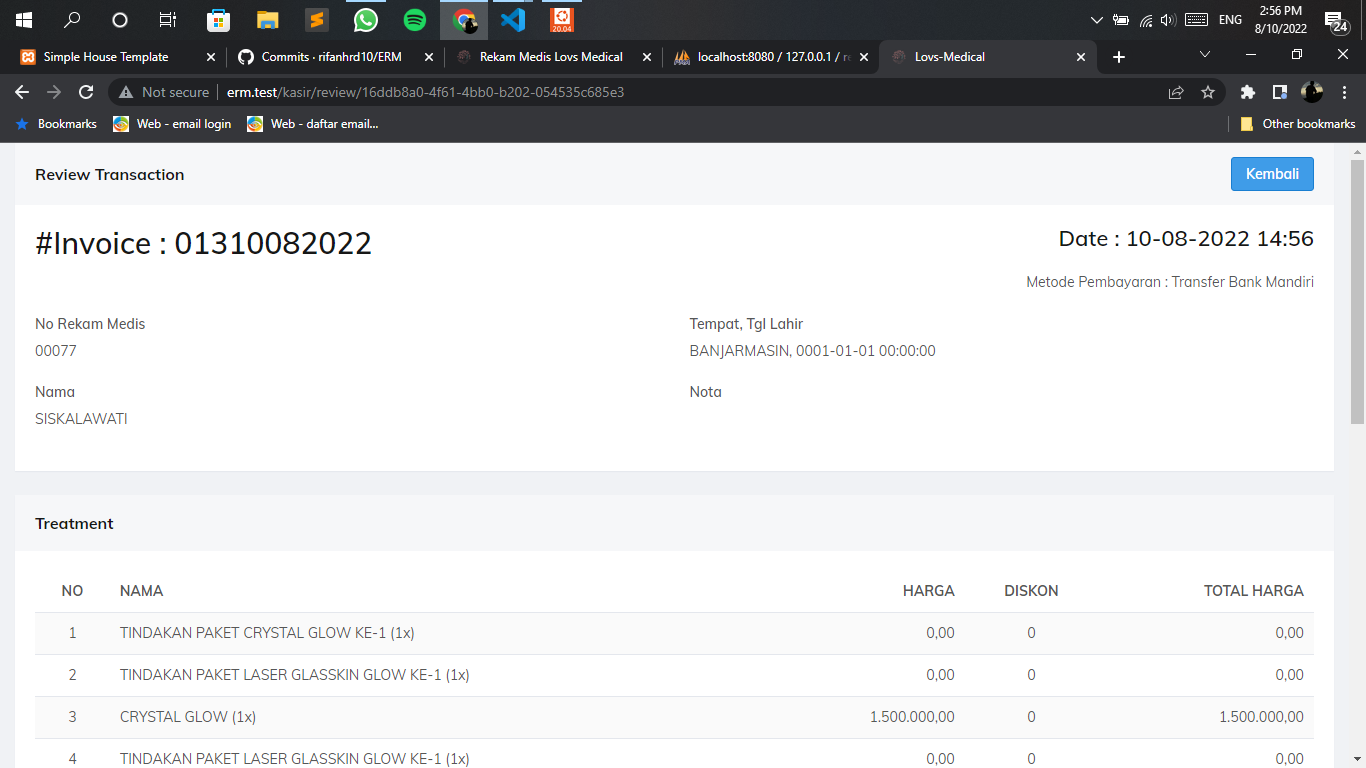 20.04
ENG
2:56 PM
8/10/2022
24
Simple House Template
Commits · rifanhrd10/ERM
Rekam Medis Lovs Medical
localhost:8080 / 127.0.0.1 / re
Lovs-Medical
Not secure
erm.test/kasir/review/16ddb8a0-4f61-4bb0-b202-054535c685e3
Bookmarks
Web - email login
Web - daftar email...
Other bookmarks
Review Transaction
Kembali
#Invoice : 01310082022
Date : 10-08-2022 14:56
Metode Pembayaran : Transfer Bank Mandiri
No Rekam Medis
00077
Tempat, Tgl Lahir
BANJARMASIN, 0001-01-01 00:00:00
Nama
SISKALAWATI
Nota
Treatment
NO NAMA HARGA DISKON TOTAL HARGA
1 TINDAKAN PAKET CRYSTAL GLOW KE-1 (1x) 0,00 0 0,00
2 TINDAKAN PAKET LASER GLASSKIN GLOW KE-1 (1x) 0,00 0 0,00
3 CRYSTAL GLOW (1x) 1.500.000,00 0 1.500.000,00
4 TINDAKAN PAKET LASER GLASSKIN GLOW KE-1 (1x) 0,00 0 0,00